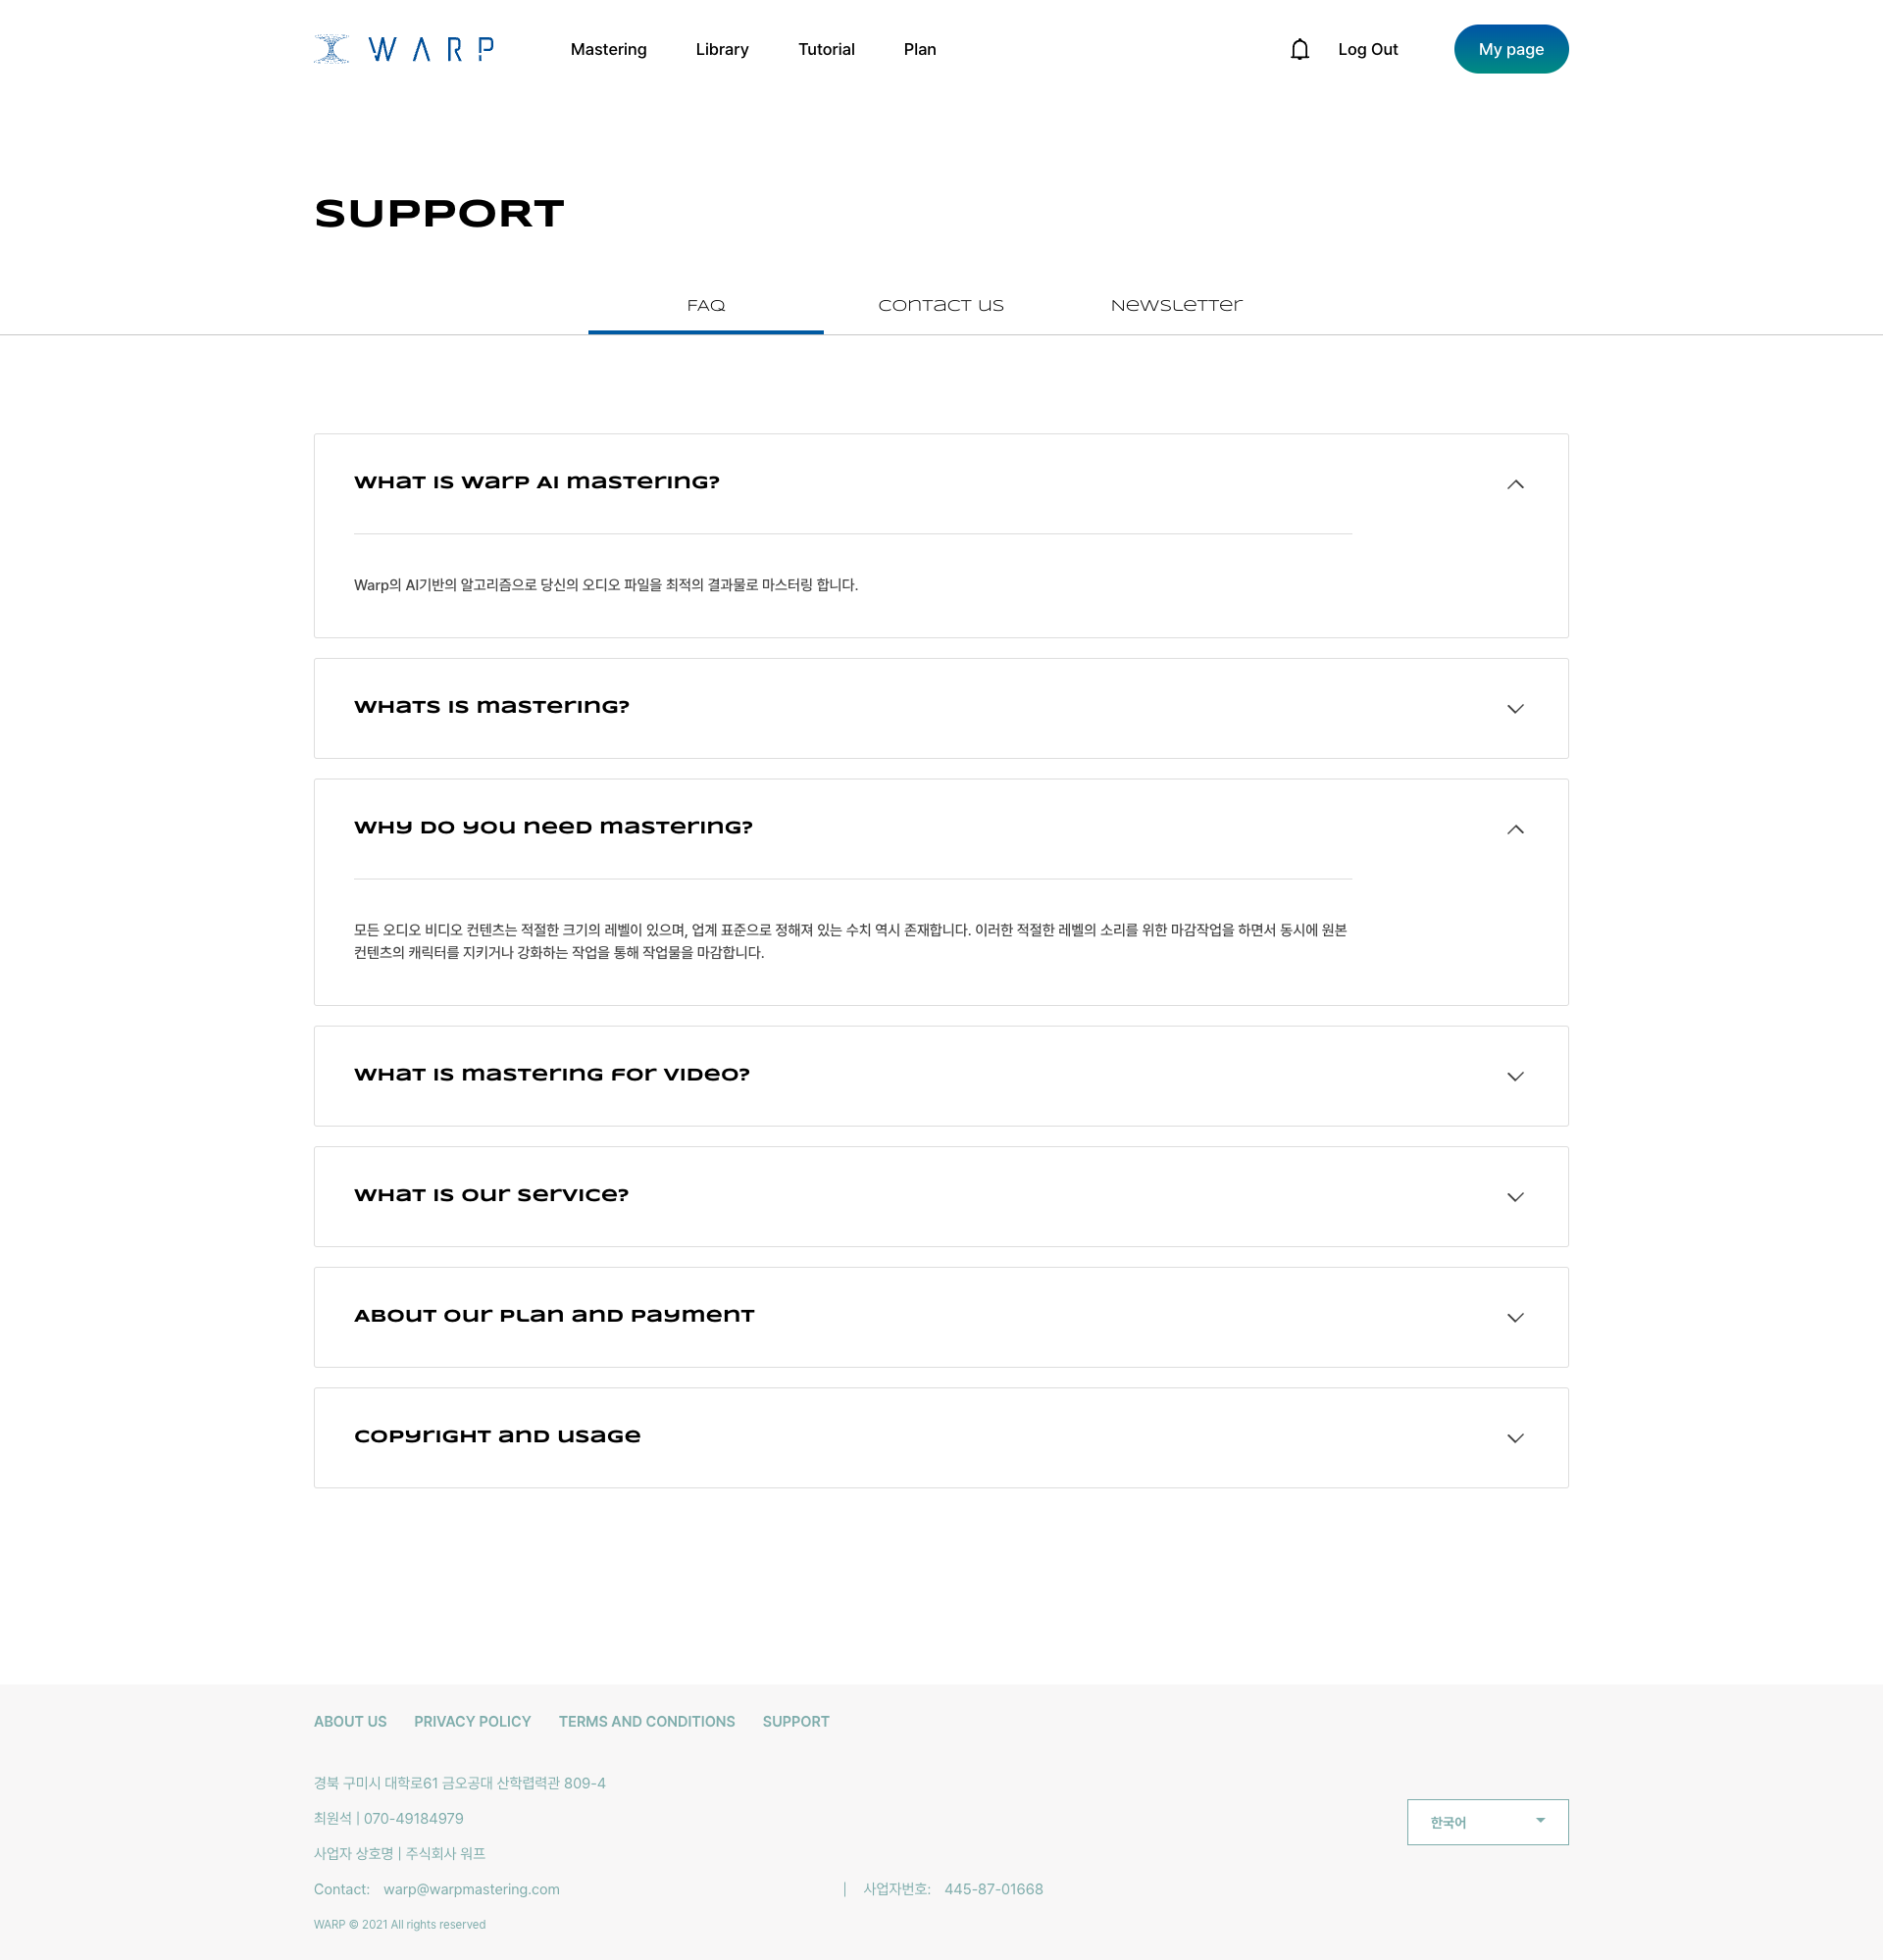 WARP
Mastering Library Tutorial Plan Log Out My page
SUPPORT
FAQ Contact us Newsletter
What is Warp AI mastering?
Warp의 AI기반의 알고리즘으로 당신의 오디오 파일을 최적의 결과물로 마스터링 합니다.
Whats is mastering?
Why do you need mastering?
모든 오디오 비디오 컨텐츠는 적절한 크기의 레벨이 있으며, 업계 표준으로 정해져 있는 수치 역시 존재합니다. 이러한 적절한 레벨의 소리를 위한 마감작업을 하면서 동시에 원본
컨텐츠의 캐릭터를 지키거나 강화하는 작업을 통해 작업물을 마감합니다.
What is mastering for video?
What is our service?
About our plan and payment
Copyright and usage
ABOUT US PRIVACY POLICY TERMS AND CONDITIONS SUPPORT
경북 구미시 대학로61 금오공대 산학렵력관 809-4
최원석 | 070-49184979
한국어
사업자 상호명 | 주식회사 워프
Contact: warp@warpmastering.com | 사업자번호: 445-87-01668
WARP © 2021 All rights reserved